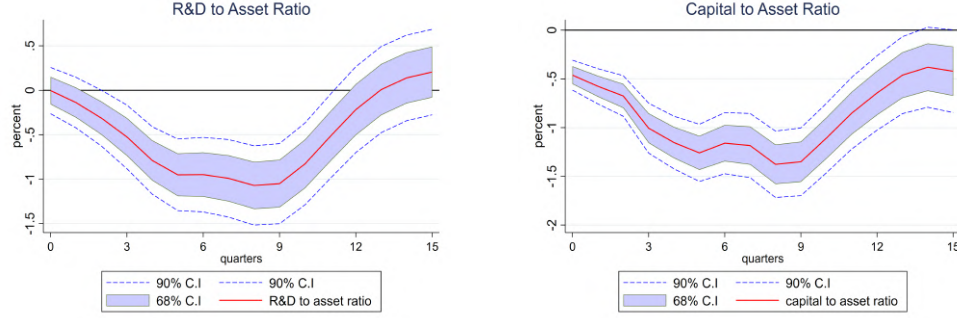 R&D to Asset Ratio
percent
.5
0
-.5
-1
-1.5
0 3 6 9 12 15
quarters
90% C.I 90% C.I
68% C.I R&D to asset ratio
Capital to Asset Ratio
percent
0
-.5
-1
-1.5
-2
0 3 6 9 12 15
quarters
90% C.I 90% C.I
68% C.I capital to asset ratio